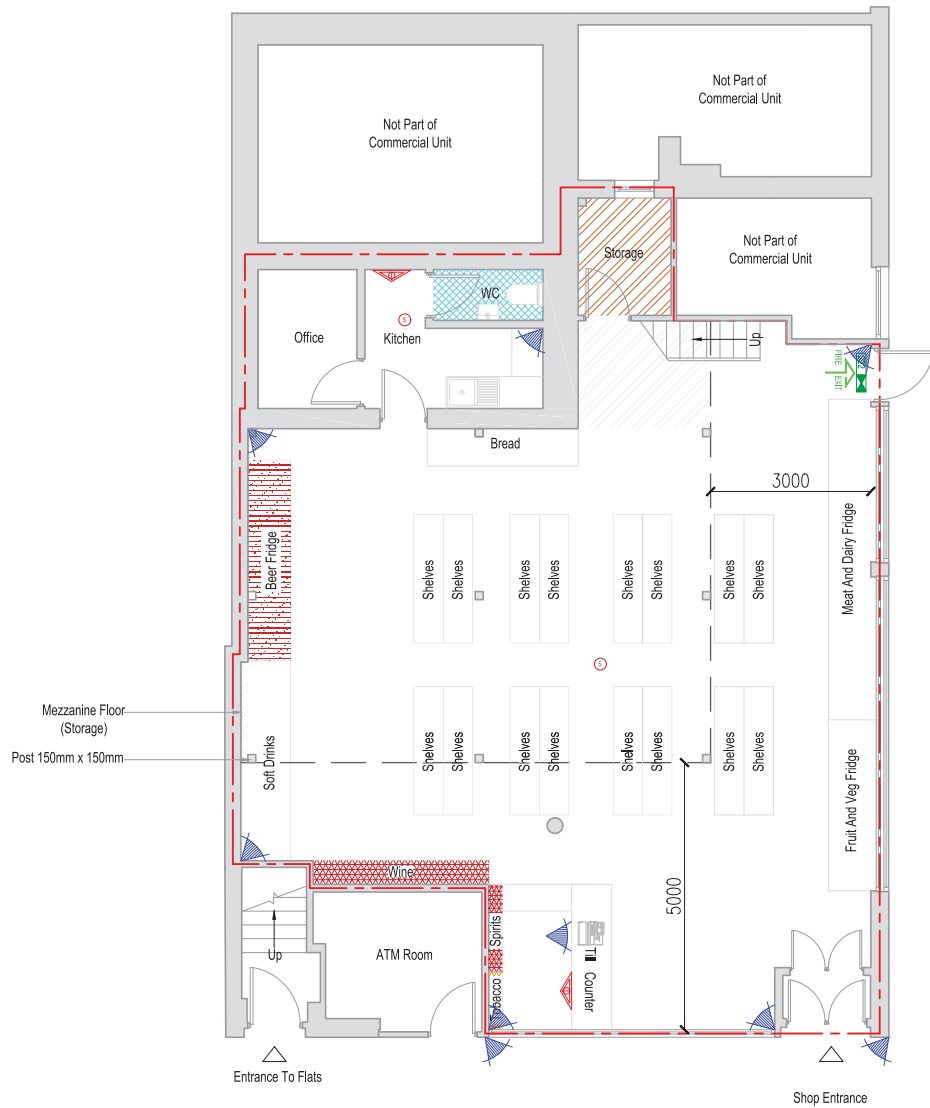 Not Part of
Commercial Unit
Not Part of
Commercial Unit
Not Part of
Commercial Unit
Storage
WC
Office
Kitchen
S
Up
FIRE EXIT
Bread
3000
Beer Fridge
Shelves
Shelves
Shelves
Shelves
Shelves
Shelves
Shelves
Shelves
Meat And Dairy Fridge
S
Mezzanine Floor
(Storage)
Post 150mm x 150mm
Soft Drinks
Shelves
Shelves
Shelves
Shelves
Shelves
Shelves
Shelves
Shelves
Fruit And Veg Fridge
Wine
5000
Spirits
Tobacco
Till
Counter
Up
ATM Room
Entrance To Flats
Shop Entrance